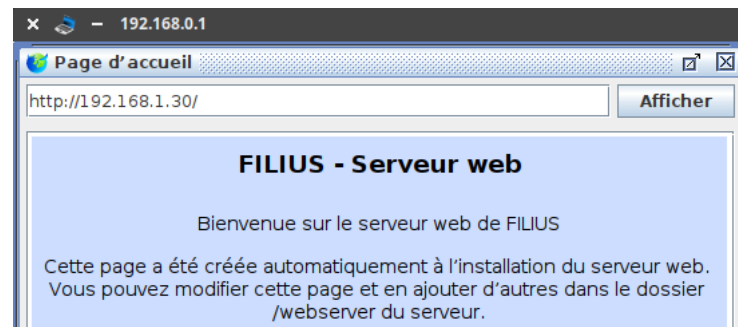 192.168.0.1
Page d'accueil
http://192.168.1.30/
Afficher
FILIUS - Serveur web
Bienvenue sur le serveur web de FILIUS
Cette page a été créée automatiquement à l'installation du serveur web.
Vous pouvez modifier cette page et en ajouter d'autres dans le dossier
/webserver du serveur.